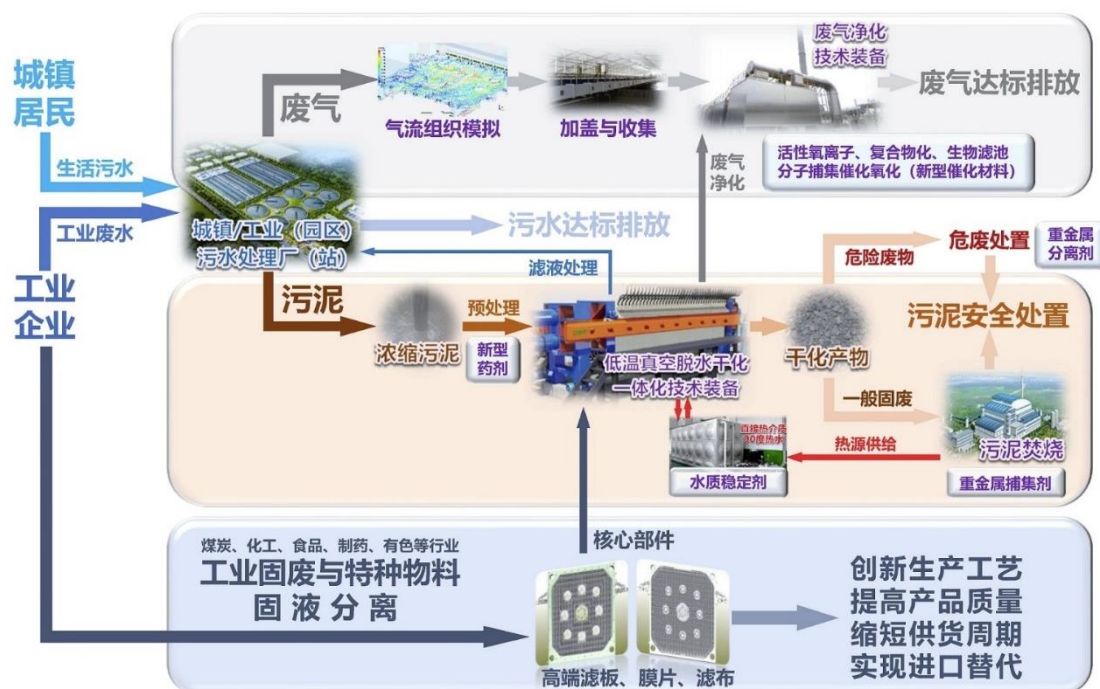 城镇
居民
生活污水
工业废水
工业
企业
废气
气流组织模拟
加盖与收集
废气净化
技术装备
废气达标排放
活性氧离子、复合物化、生物滤池
分子捕集催化氧化（新型催化材料）
废气
净化
城镇/工业（园区）
污水处理厂（站）
污水达标排放
滤液处理
污泥
浓缩污泥
预处理
新型
药剂
低温真空脱水干化
一体化技术装备
干化产物
危险废物
危废处置
重金属
分离剂
污泥安全处置
一般固废
污泥焚烧
重金属捕集剂
热源供给
直接热介质
90度热水
水质稳定剂
煤炭、化工、食品、制药、有色等行业
工业固废与特种物料
固液分离
核心部件
高端滤板、膜片、滤布
创新生产工艺
提高产品质量
缩短供货周期
实现进口替代